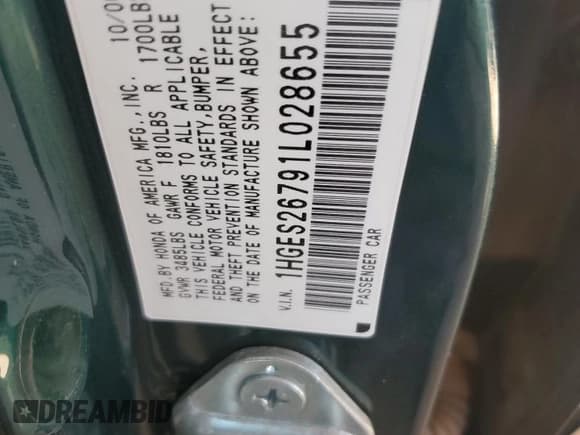 MFD BY HONDA OF AMERICA MFG., INC. 10/0
GVWR 3485LBS GAWR F 1810LBS R 1700LB
THIS VEHICLE CONFORMS TO ALL APPLICABLE
FEDERAL MOTOR VEHICLE SAFETY, BUMPER,
AND THEFT PREVENTION STANDARDS IN EFFECT
ON THE DATE OF MANUFACTURE SHOWN ABOVE:
V.I.N. 1HGES26791L028655
PASSENGER CAR
DREAMBID